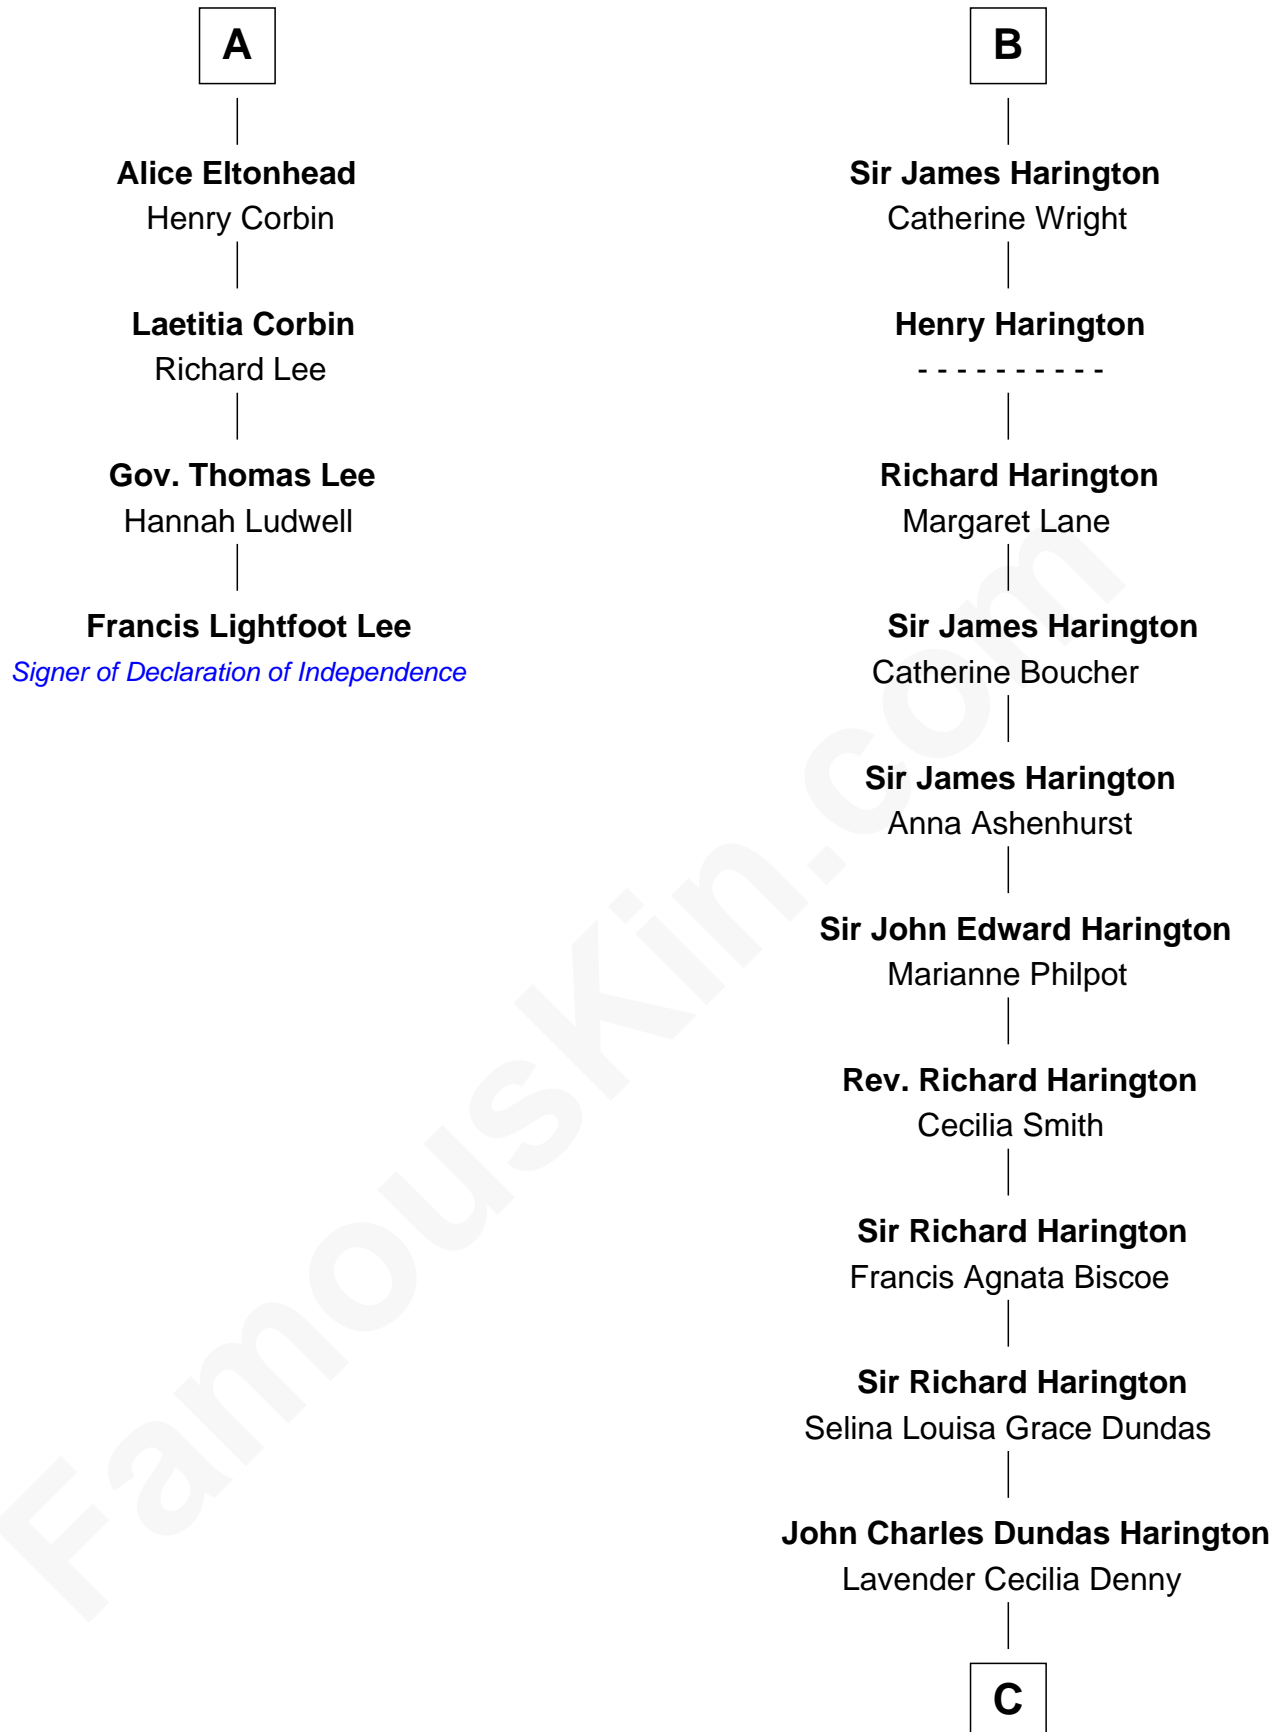 A
Alice Eltonhead
Henry Corbin
Laetitia Corbin
Richard Lee
Gov. Thomas Lee
Hannah Ludwell
Francis Lightfoot Lee
Signer of Declaration of Independence
B
Sir James Harington
Catherine Wright
Henry Harington
- - - - - - - - - -
Richard Harington
Margaret Lane
Sir James Harington
Catherine Boucher
Sir James Harington
Anna Ashenhurst
Sir John Edward Harington
Marianne Philpot
Rev. Richard Harington
Cecilia Smith
Sir Richard Harington
Francis Agnata Biscoe
Sir Richard Harington
Selina Louisa Grace Dundas
John Charles Dundas Harington
Lavender Cecilia Denny
C
FamousKin.com